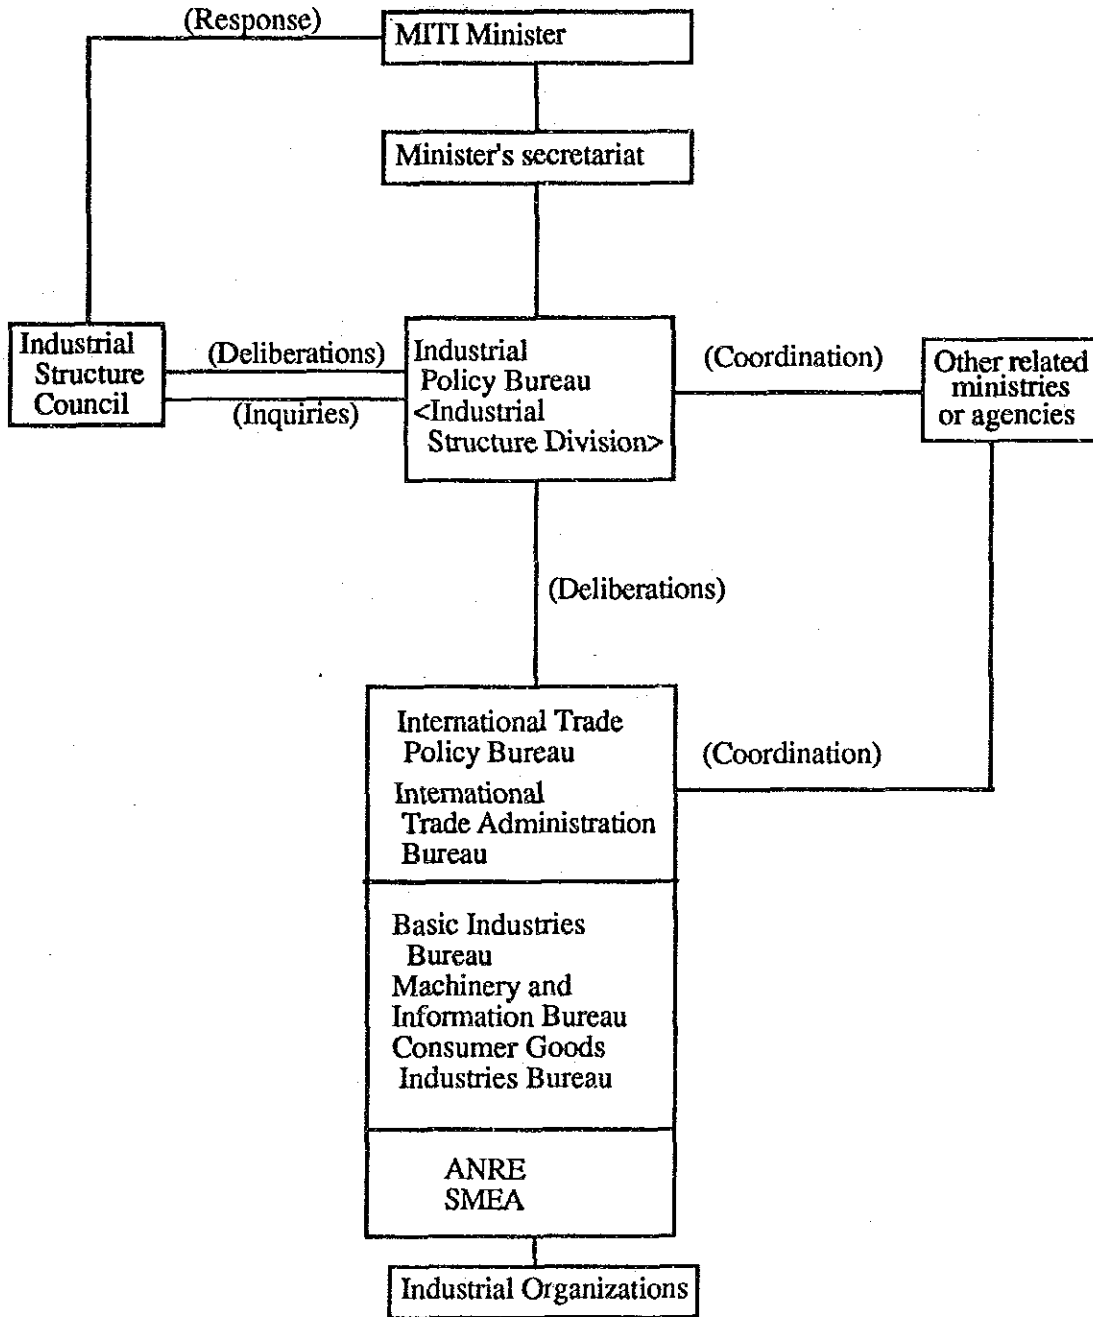 (Response)
MITI Minister
Minister's secretariat
Industrial
Structure
Council
(Deliberations)
(Inquiries)
Industrial
Policy Bureau
<Industrial
Structure Division>
(Coordination)
Other related
ministries
or agencies
(Deliberations)
International Trade
Policy Bureau
International
Trade Administration
Bureau
(Coordination)
Basic Industries
Bureau
Machinery and
Information Bureau
Consumer Goods
Industries Bureau
ANRE
SMEA
Industrial Organizations